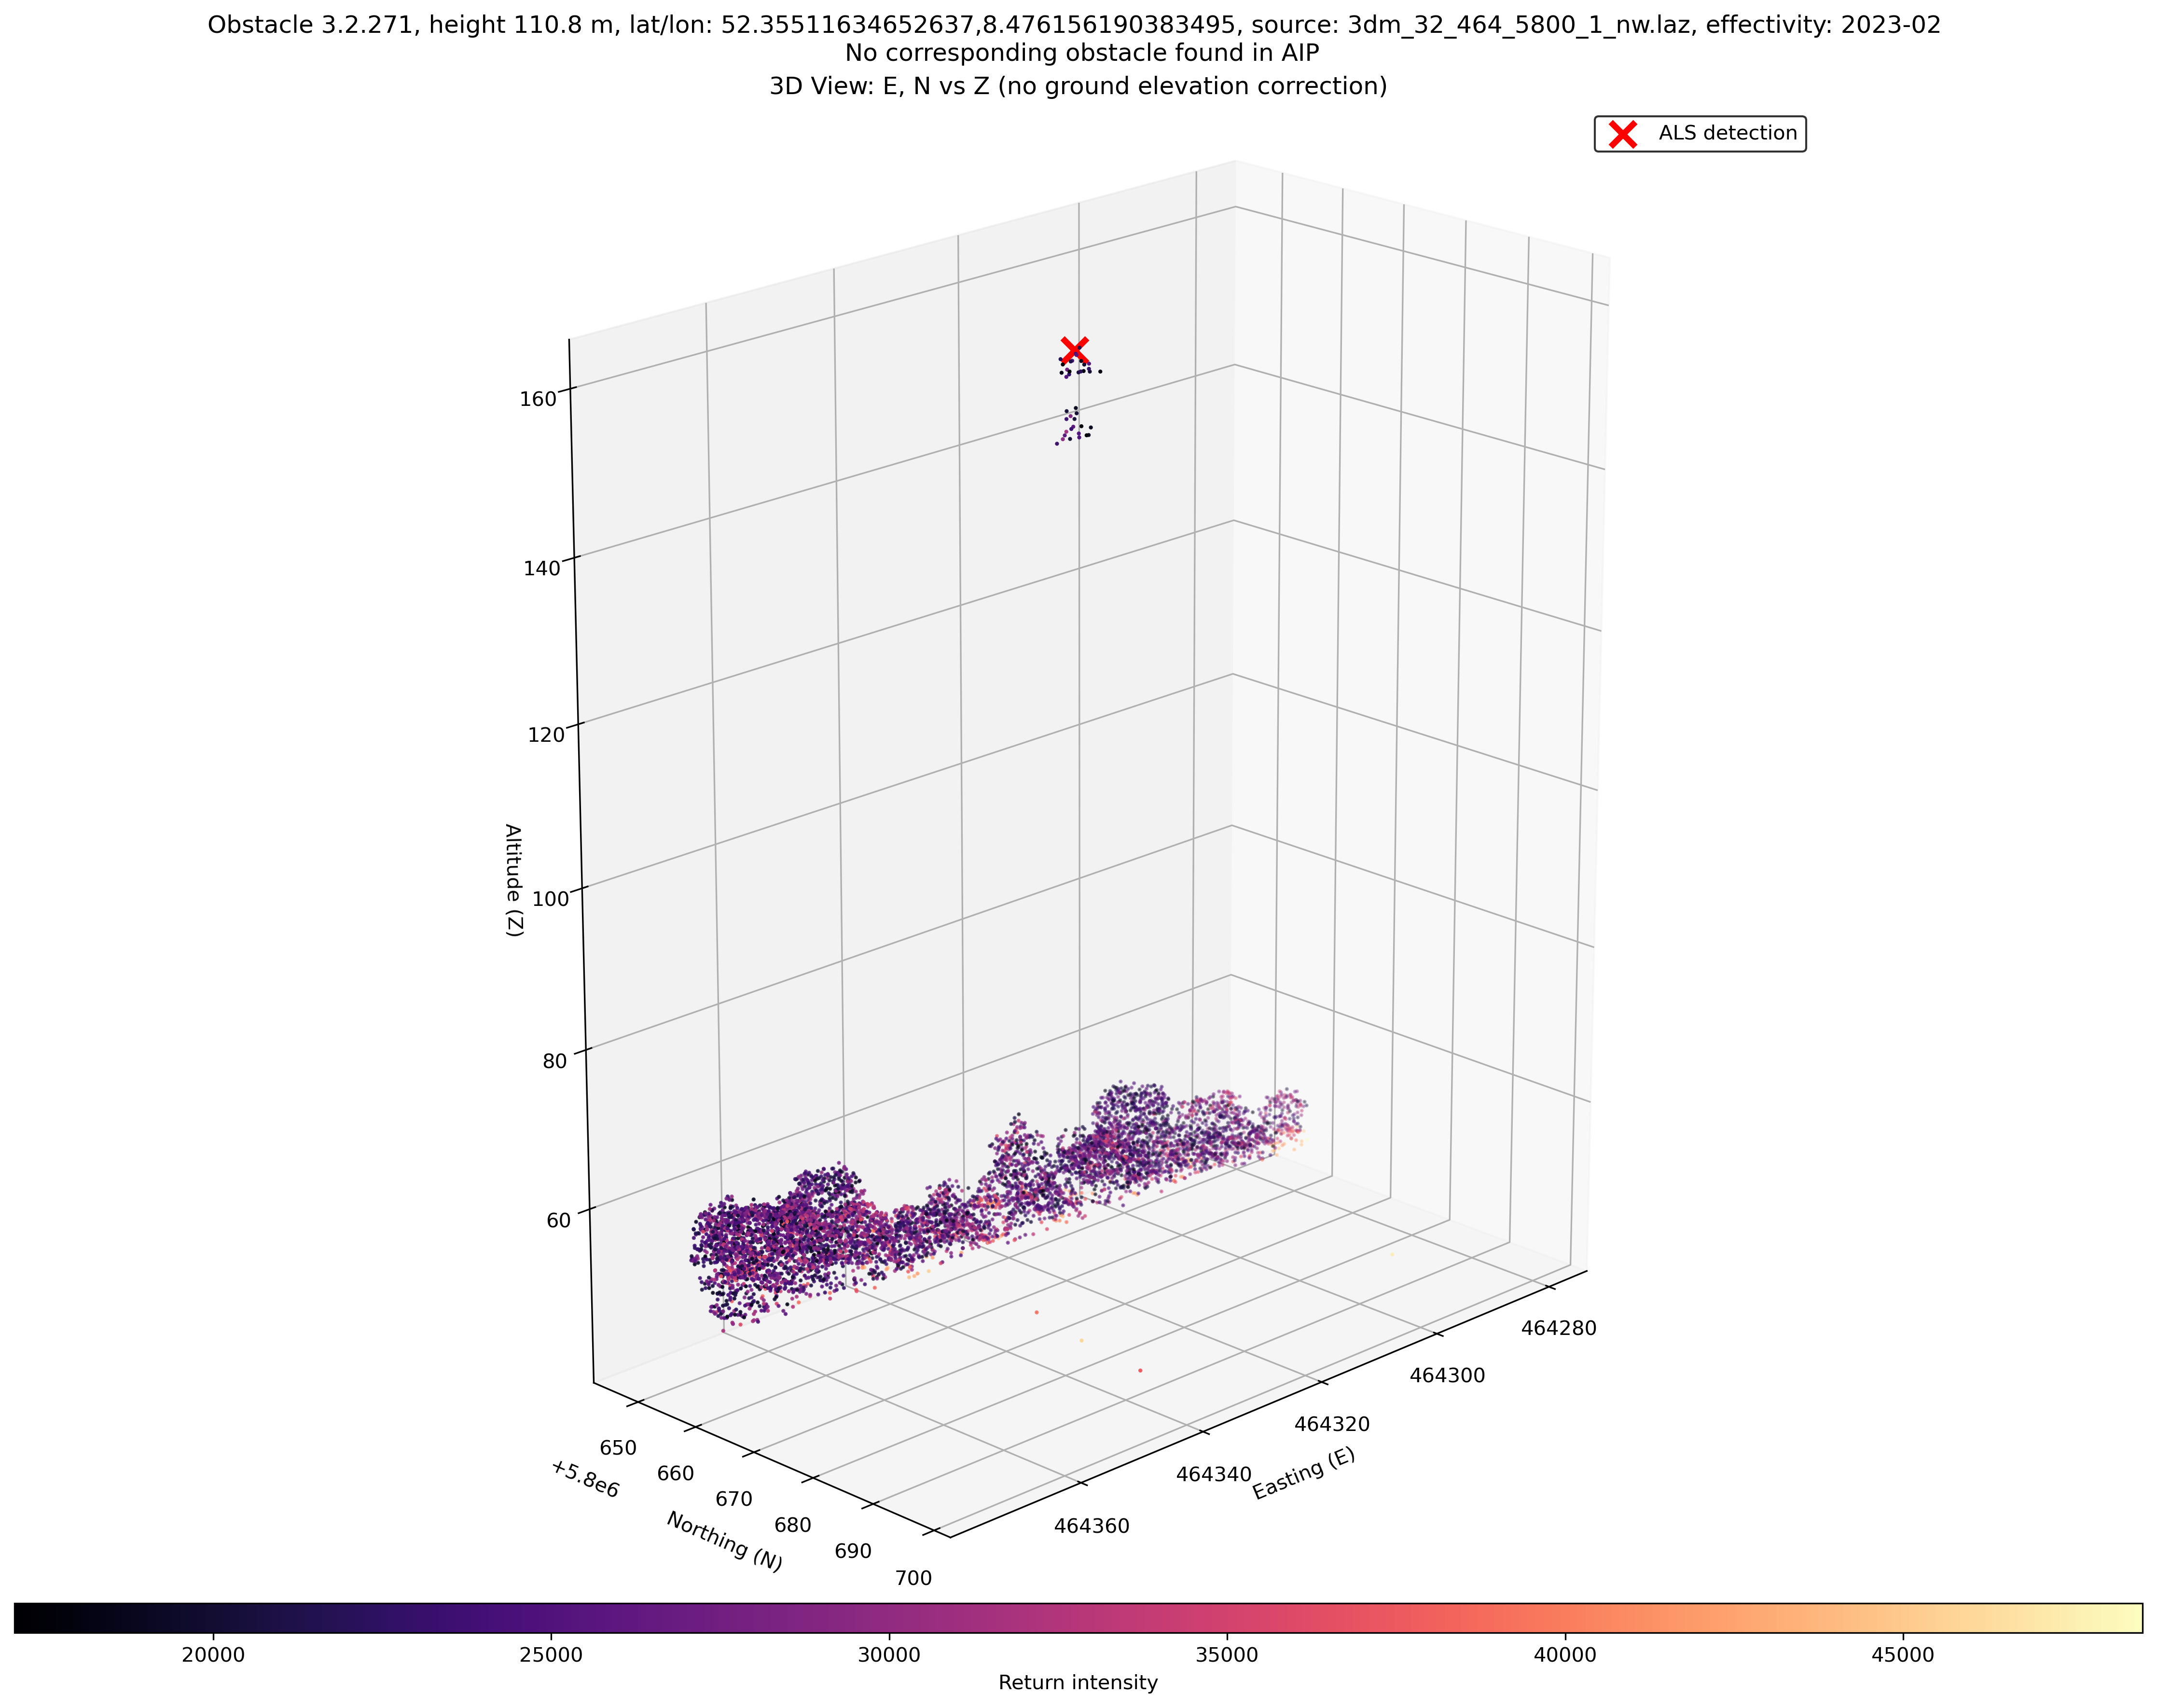 Obstacle 3.2.271, height 110.8 m, lat/lon: 52.35511634652637,8.476156190383495, source: 3dm_32_464_5800_1_nw.laz, effectivity: 2023-02
No corresponding obstacle found in AIP
3D View: E, N vs Z (no ground elevation correction)
ALS detection
160
140
120
100
80
60
Altitude (Z)
650
660
670
680
690
700
+5.8e6
Northing (N)
464280
464300
464320
464340
464360
Easting (E)
20000
25000
30000
35000
40000
45000
Return intensity